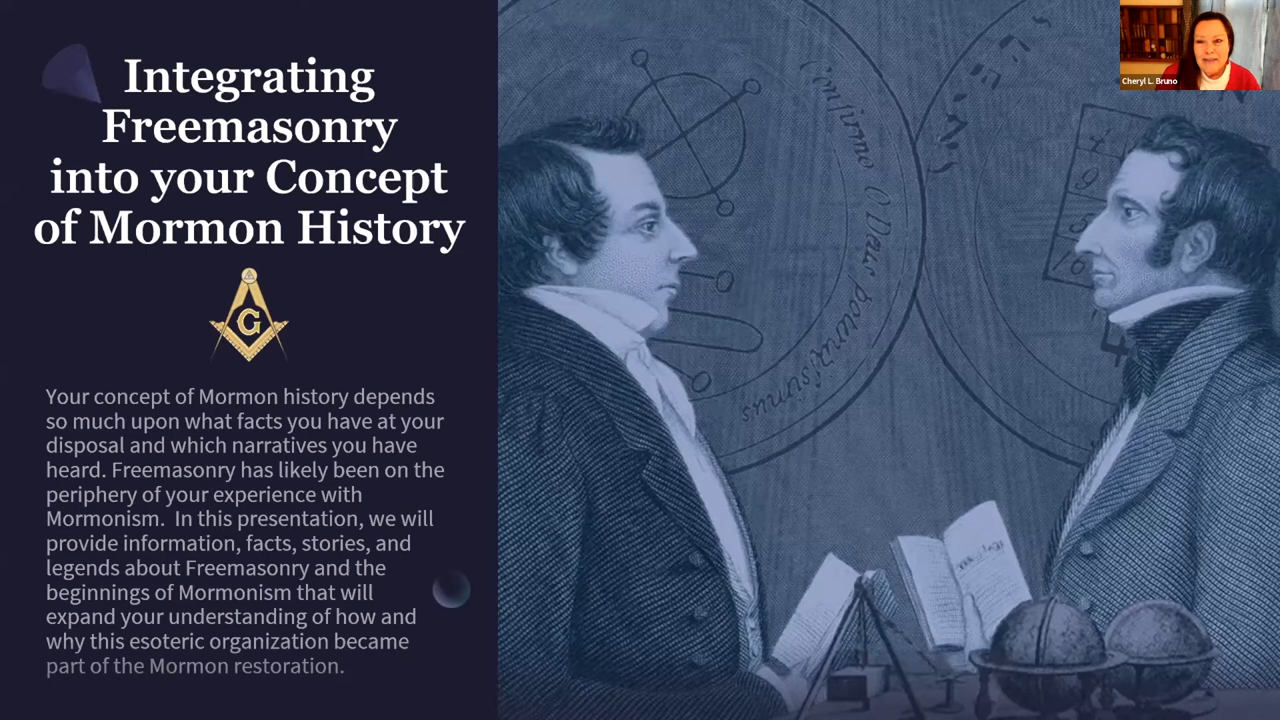 Integrating
Freemasonry
into your Concept
of Mormon History
G
Your concept of Mormon history depends
so much upon what facts you have at your
disposal and which narratives you have
heard. Freemasonry has likely been on the
periphery of your experience with
Mormonism.  In this presentation, we will
provide information, facts, stories, and
legends about Freemasonry and the
beginnings of Mormonism that will
expand your understanding of how and
why this esoteric organization became
part of the Mormon restoration.
Confirmo O Deus potentissimus
Cheryl L. Bruno